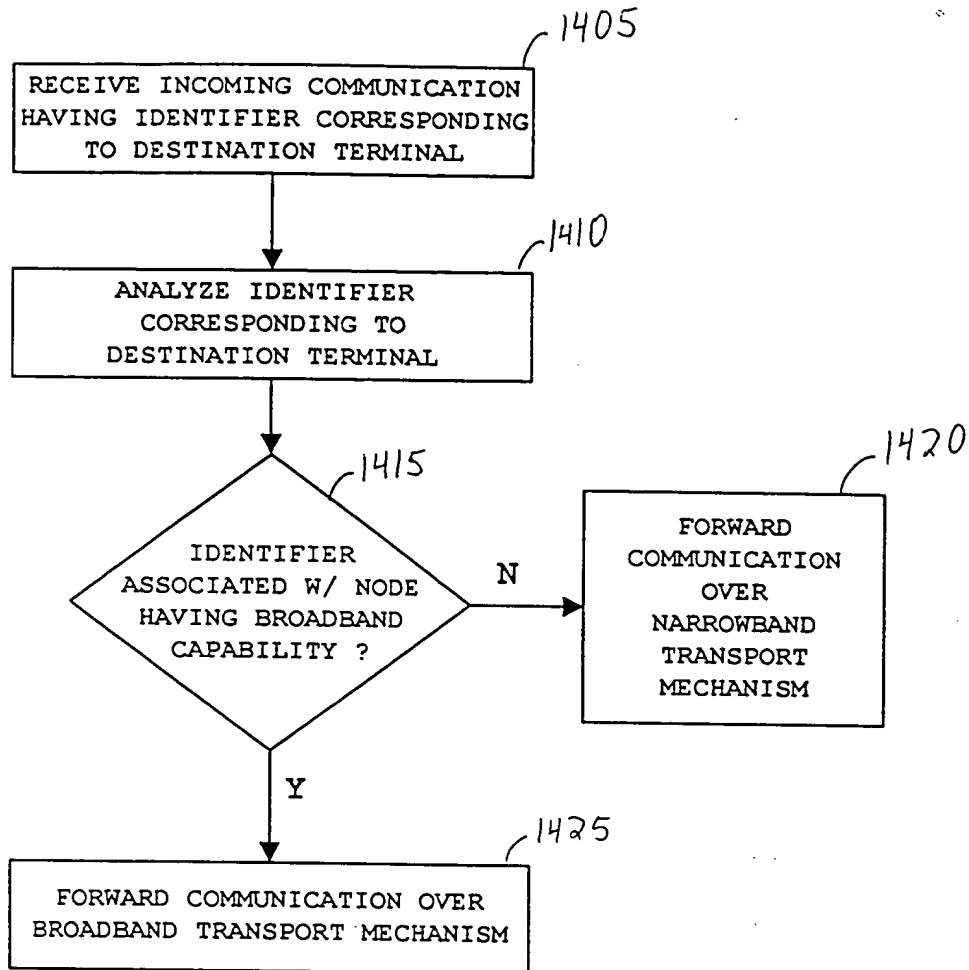 1405
RECEIVE INCOMING COMMUNICATION
HAVING IDENTIFIER CORRESPONDING
TO DESTINATION TERMINAL
1410
ANALYZE IDENTIFIER
CORRESPONDING TO
DESTINATION TERMINAL
1415
IDENTIFIER
ASSOCIATED W/ NODE
HAVING BROADBAND
CAPABILITY ?
N
1420
FORWARD
COMMUNICATION
OVER
NARROWBAND
TRANSPORT
MECHANISM
Y
1425
FORWARD COMMUNICATION OVER
BROADBAND TRANSPORT MECHANISM